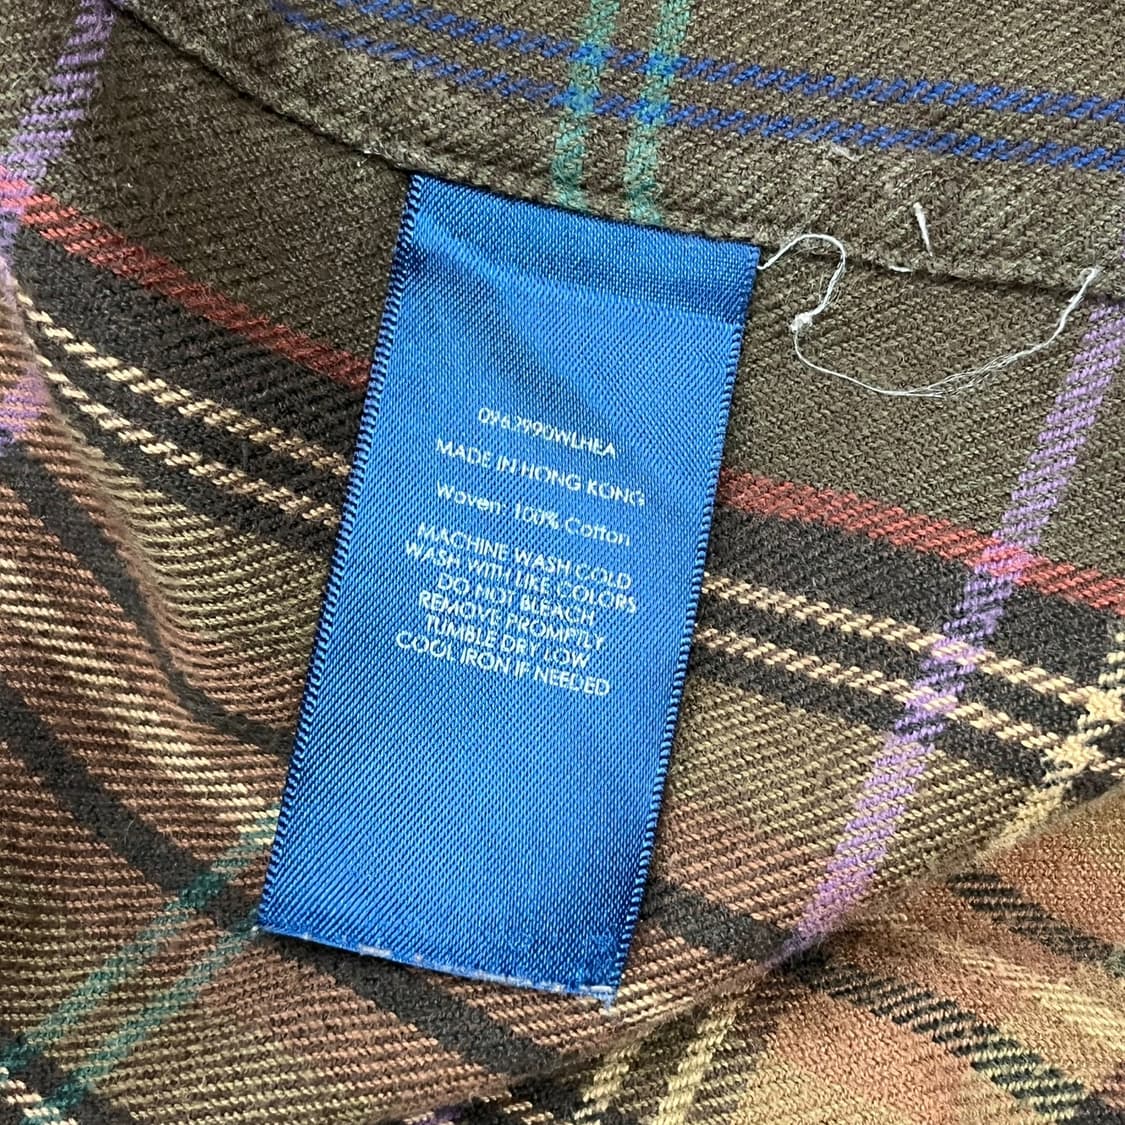 0962990WLHEA
MADE IN HONG KONG
Woven: 100% Cotton
MACHINE WASH COLD
WASH WITH LIKE COLORS
DO NOT BLEACH
REMOVE PROMPTLY
TUMBLE DRY LOW
COOL IRON IF NEEDED